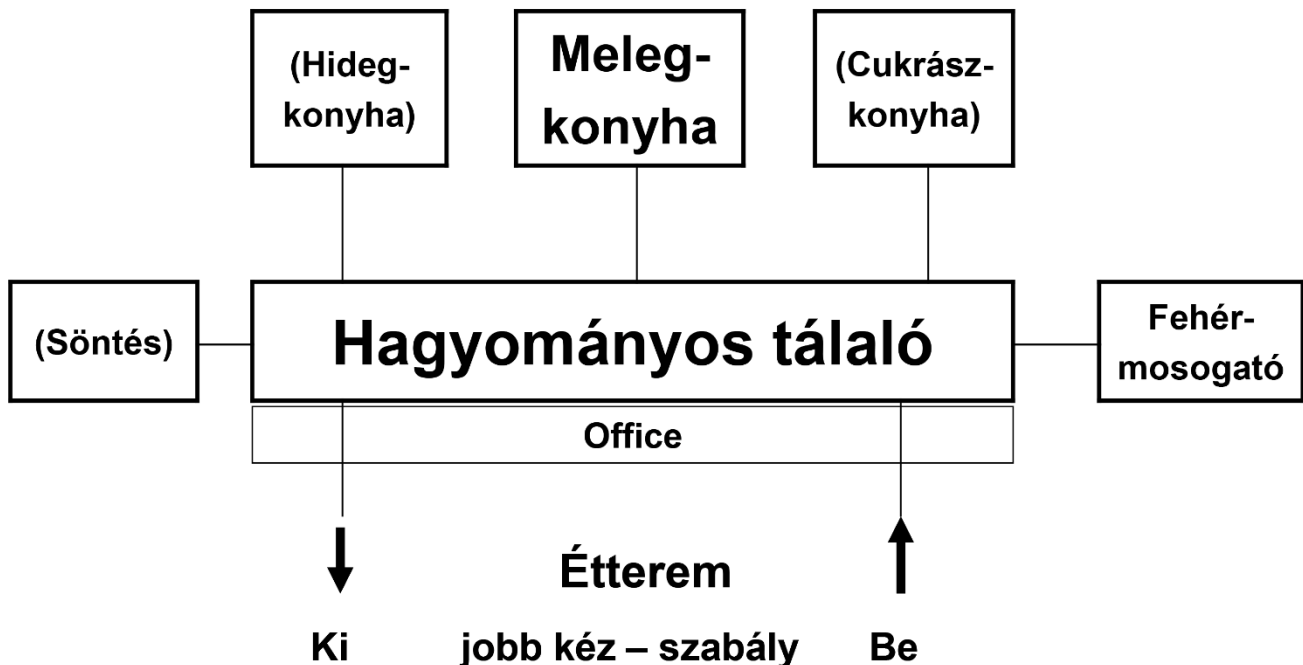 (Hideg-
konyha)
Meleg-
konyha
(Cukrász-
konyha)
(Söntés)
Hagyományos tálaló
Fehér-
mosogató
Office
Étterem
Ki
jobb kéz – szabály
Be